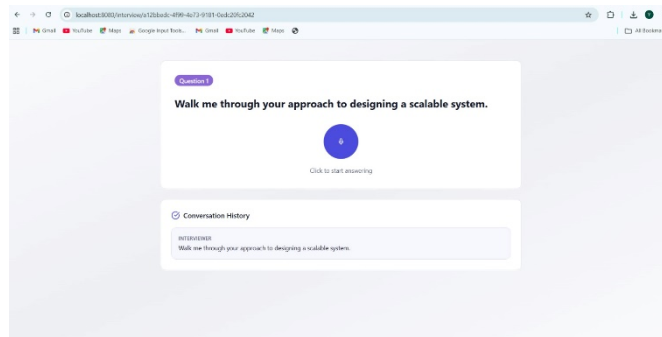 localhost:8080/interview/a12bbedc-4f99-4a73-9181-0edc20fc2042
Gmail YouTube Maps Google Input Tools... Gmail YouTube Maps All Bookma
Question 1
Walk me through your approach to designing a scalable system.
Click to start answering
Conversation History
INTERVIEWER
Walk me through your approach to designing a scalable system.